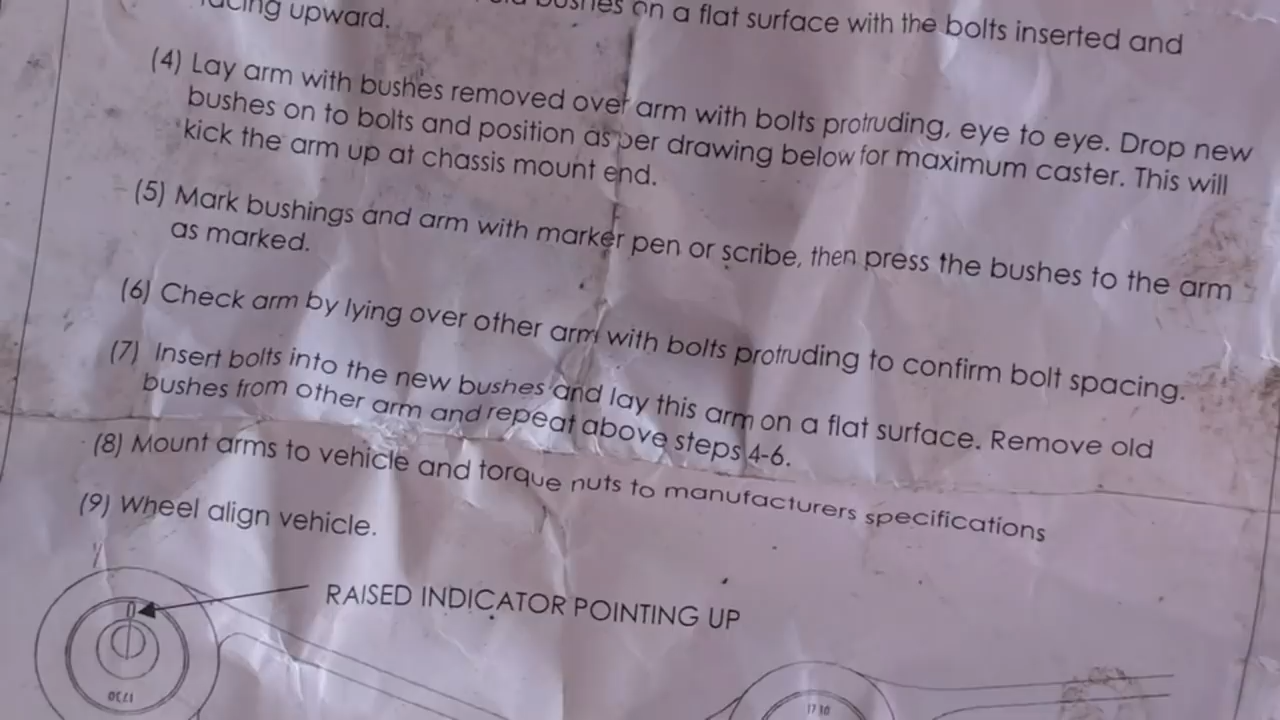 bushes on a flat surface with the bolts inserted and
facing upward.
(4) Lay arm with bushes removed over arm with bolts protruding, eye to eye. Drop new
bushes on to bolts and position as per drawing below for maximum caster. This will
kick the arm up at chassis mount end.
(5) Mark bushings and arm with marker pen or scribe, then press the bushes to the arm
as marked.
(6) Check arm by lying over other arm with bolts protruding to confirm bolt spacing.
(7) Insert bolts into the new bushes and lay this arm on a flat surface. Remove old
bushes from other arm and repeat above steps 4-6.
(8) Mount arms to vehicle and torque nuts to manufacturers specifications
(9) Wheel align vehicle.
RAISED INDICATOR POINTING UP
1730
1730